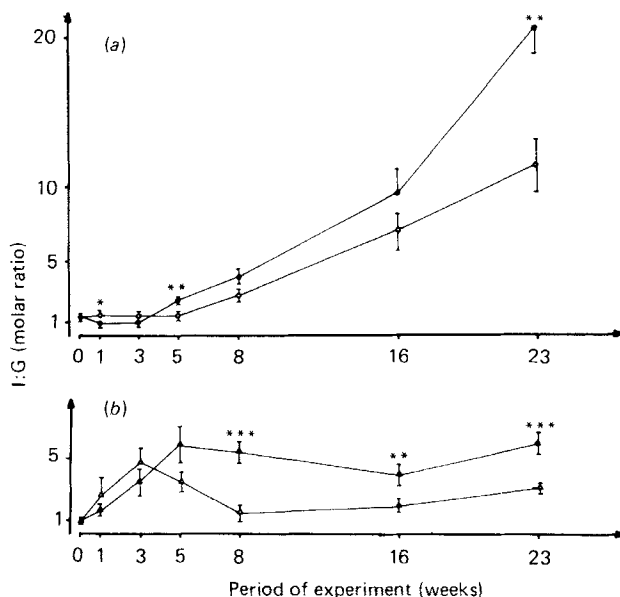 20
(a)
**
10
5
*
**
1
0 1 3 5 8 16 23
I:G (molar ratio)
(b)
***
**
***
5
1
0 1 3 5 8 16 23
Period of experiment (weeks)